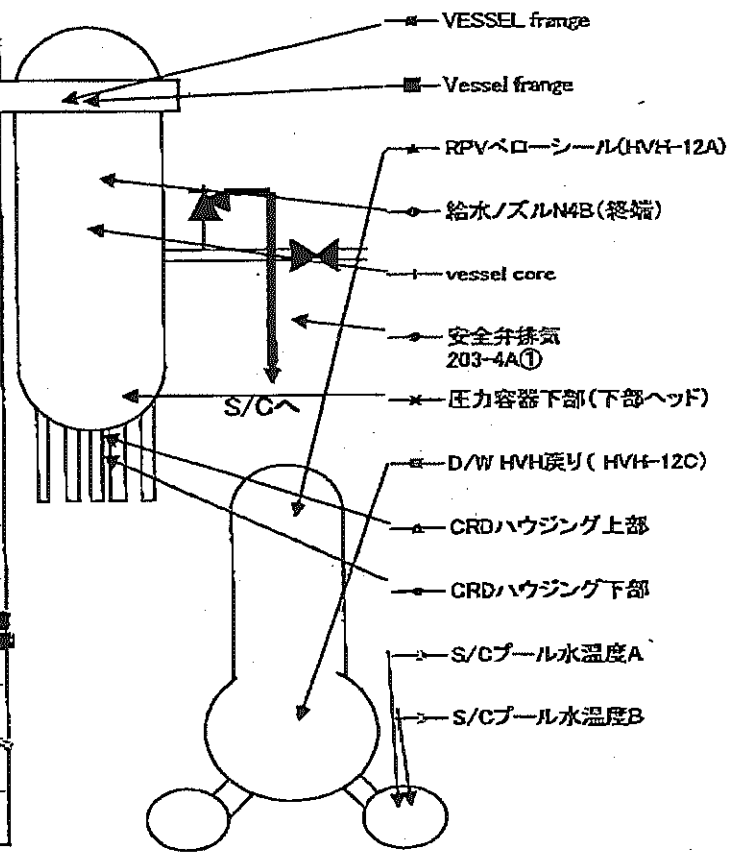 VESSEL frange
Vessel frange
RPVベローシール(HVH-12A)
給水ノズルN4B(終端)
vessel core
安全弁排気
203-4A①
S/Cへ
圧力容器下部(下部ヘッド)
D/W HVH戻り( HVH-12C)
CRDハウジング上部
CRDハウジング下部
S/Cプール水温度A
S/Cプール水温度B